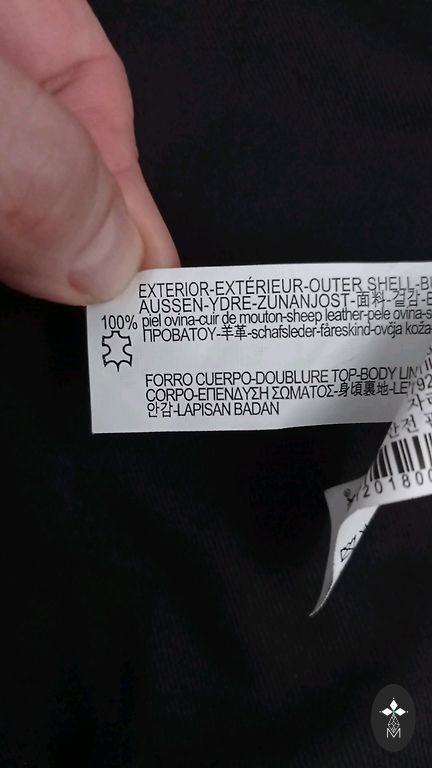 EXTERIOR-EXTÉRIEUR-OUTER SHELL-
AUSSEN-YDRE-ZUNANJOST-面料-겉감-
100% piel ovina-cuir de mouton-sheep leather-pele ovina-
ΠΡΟΒΑΤΟΥ-羊革-schafsleder-fåreskind-ovčja koža
FORRO CUERPO-DOUBLURE TOP-BODY
CORPO-ΕΠΕΝΔΥΣΗ ΣΩΜΑΤΟΣ-身頃裏地-
안감-LAPISAN BADAN
201800
M